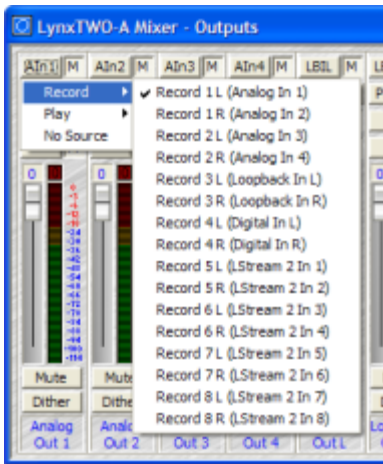 LynxTWO-A Mixer - Outputs
AIn1 M AIn2 M AIn3 M AIn4 M LBIL M
Record
Play
No Source
Record 1 L (Analog In 1)
Record 1 R (Analog In 2)
Record 2 L (Analog In 3)
Record 2 R (Analog In 4)
Record 3 L (Loopback In L)
Record 3 R (Loopback In R)
Record 4 L (Digital In L)
Record 4 R (Digital In R)
Record 5 L (LStream 2 In 1)
Record 5 R (LStream 2 In 2)
Record 6 L (LStream 2 In 3)
Record 6 R (LStream 2 In 4)
Record 7 L (LStream 2 In 5)
Record 7 R (LStream 2 In 6)
Record 8 L (LStream 2 In 7)
Record 8 R (LStream 2 In 8)
0 0
Mute Mute
Dither Dithe
Analog Analo
Out 1 Out 2 Out 3 Out 4 Out L